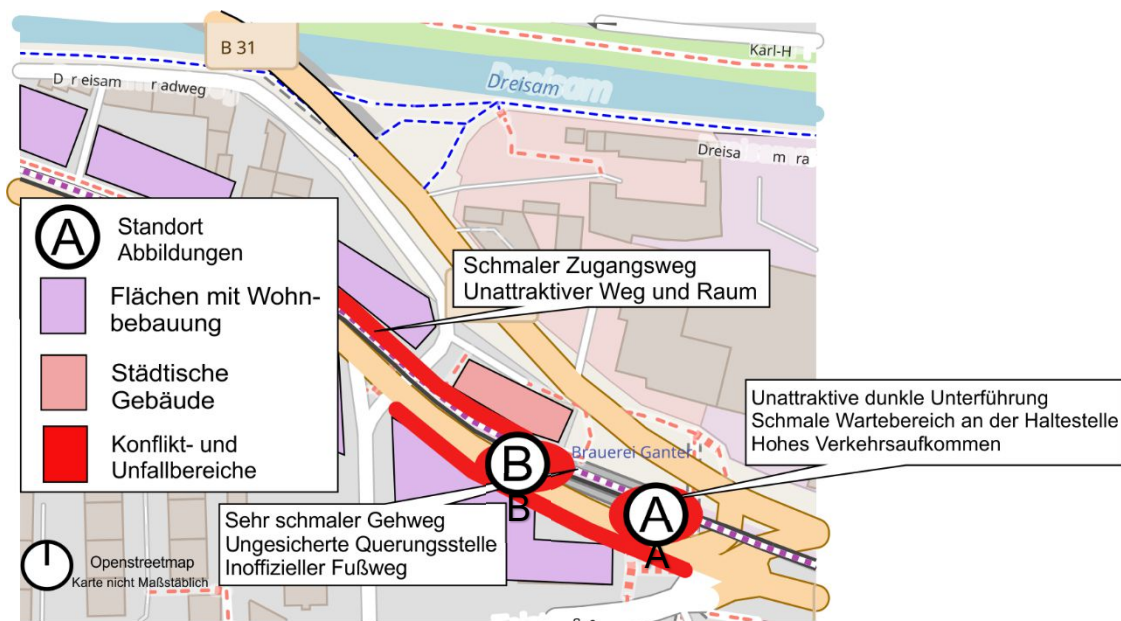 B 31
Karl-H
Dreisam
D r eisam r adweg
Dreisa m ra
A
Standort
Abbildungen
Flächen mit Wohn-
bebauung
Städtische
Gebäude
Konflikt- und
Unfallbereiche
Schmaler Zugangsweg
Unattraktiver Weg und Raum
Unattraktive dunkle Unterführung
Schmale Wartebereich an der Haltestelle
Hohes Verkehrsaufkommen
Brauerei Ganter
B
B
A
A
Sehr schmaler Gehweg
Ungesicherte Querungsstelle
Inoffizieller Fußweg
Openstreetmap
Karte nicht Maßstäblich